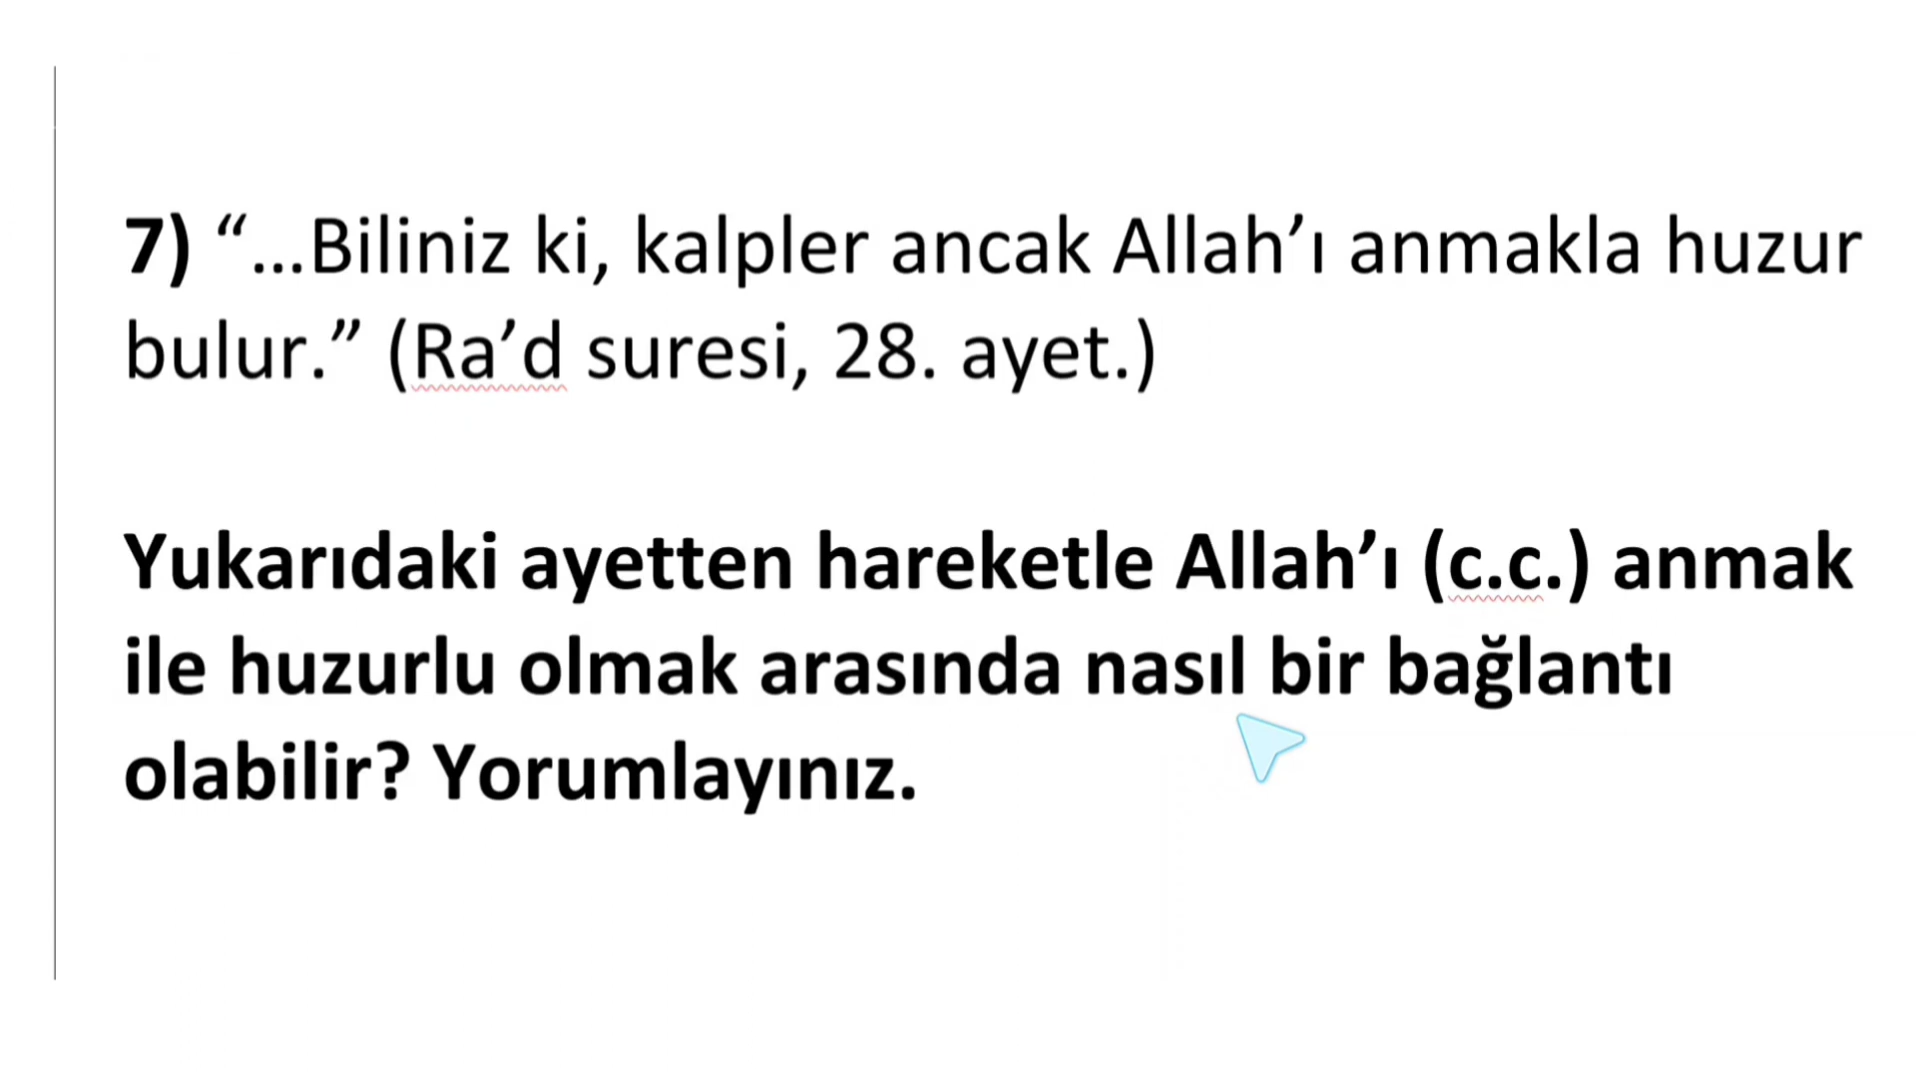 7) “...Biliniz ki, kalpler ancak Allah’ı anmakla huzur
bulur.” (Ra’d suresi, 28. ayet.)
Yukarıdaki ayetten hareketle Allah’ı (c.c.) anmak
ile huzurlu olmak arasında nasıl bir bağlantı
olabilir? Yorumlayınız.